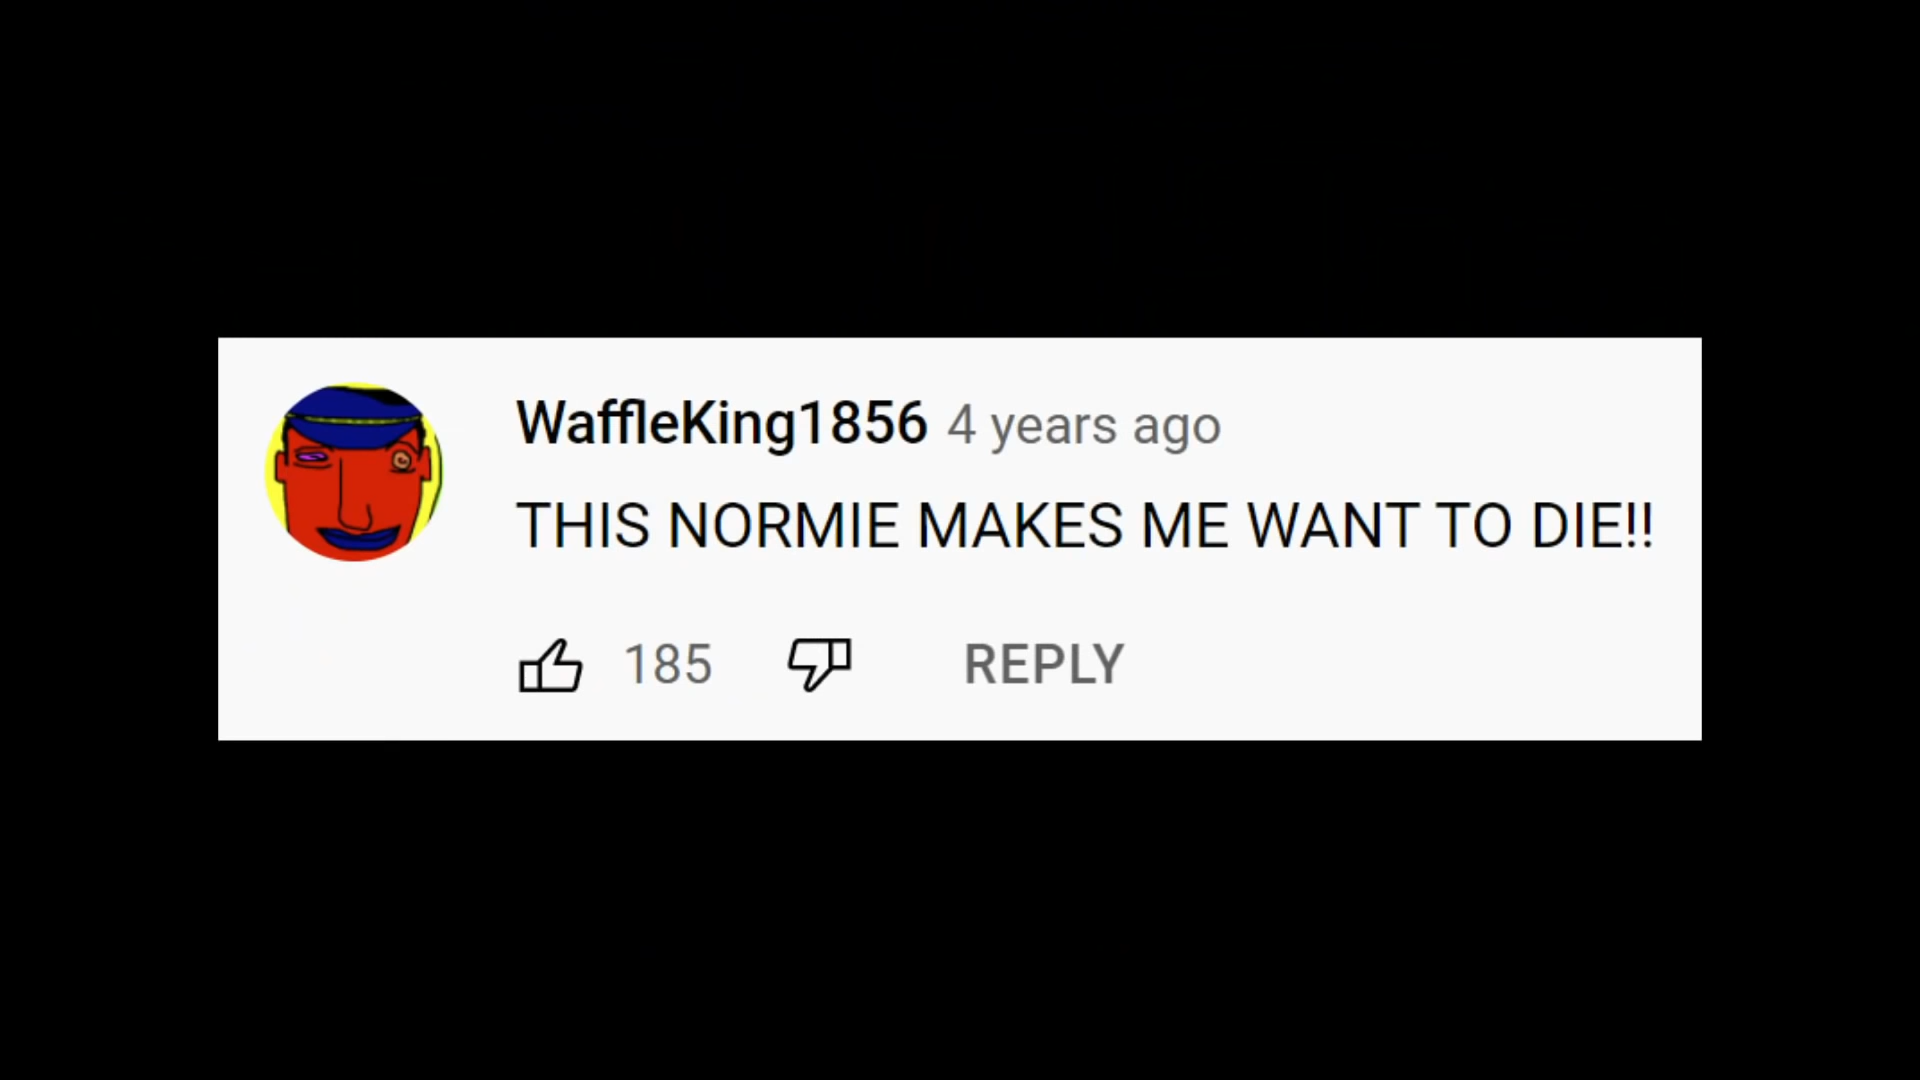 WaffleKing1856 4 years ago
THIS NORMIE MAKES ME WANT TO DIE!!
185 REPLY